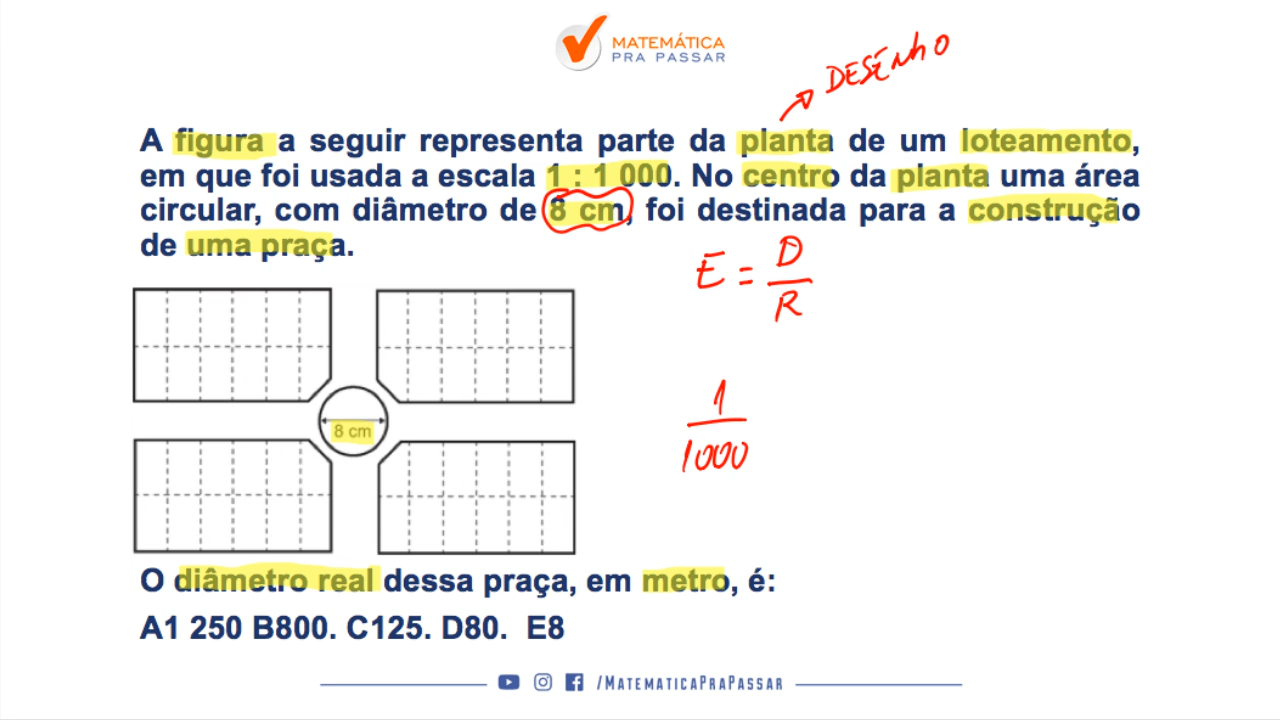 MATEMÁTICA
PRA PASSAR
DESENHO
A figura a seguir representa parte da planta de um loteamento,
em que foi usada a escala 1 : 1 000. No centro da planta uma área
circular, com diâmetro de 8 cm, foi destinada para a construção
de uma praça.
E = D
R
1
1000
8 cm
O diâmetro real dessa praça, em metro, é:
A1 250 B800. C125. D80. E8
/MATEMATICAPRAPASSAR